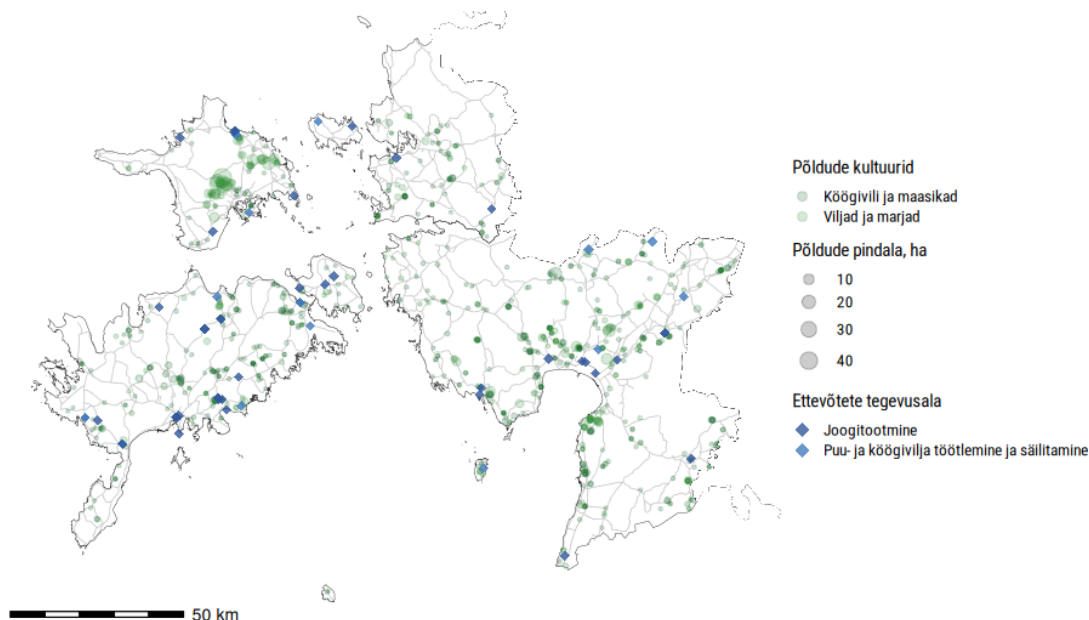 Põldude kultuurid
Köögivili ja maasikad
Viljad ja marjad
Põldude pindala, ha
10
20
30
40
Ettevõtete tegevusala
Joogitootmine
Puu- ja köögivilja töötlemine ja säilitamine
50 km